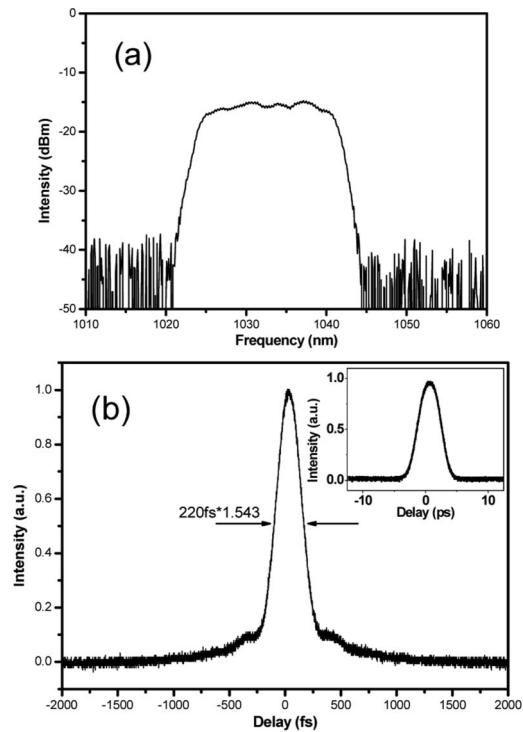 (a)
0
-10
-20
-30
-40
-50
Intensity (dBm)
1010 1020 1030 1040 1050 1060
Frequency (nm)
(b)
1.0
0.8
0.6
0.4
0.2
0.0
Intensity (a.u.)
220fs*1.543
-2000 -1500 -1000 -500 0 500 1000 1500 2000
Delay (fs)
1.0
0.5
0.0
Intensity (a.u.)
-10 0 10
Delay (ps)